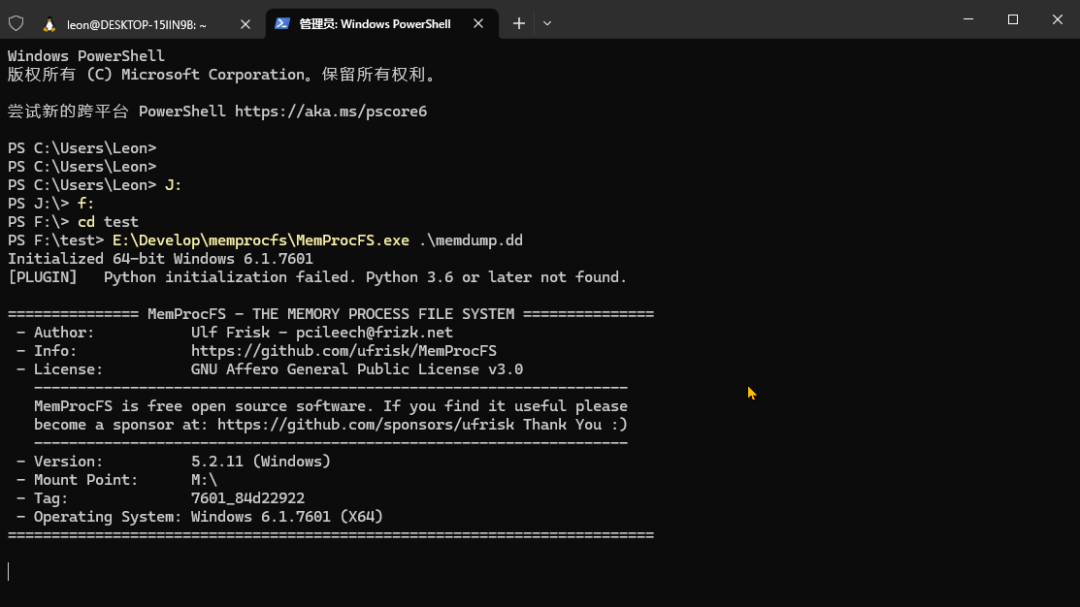 leon@DESKTOP-15IIN9B: ~
管理员: Windows PowerShell
Windows PowerShell
版权所有 (C) Microsoft Corporation。保留所有权利。
尝试新的跨平台 PowerShell https://aka.ms/pscore6
PS C:\Users\Leon>
PS C:\Users\Leon>
PS C:\Users\Leon> J:
PS J:\> f:
PS F:\> cd test
PS F:\test> E:\Develop\memprocfs\MemProcFS.exe .\memdump.dd
Initialized 64-bit Windows 6.1.7601
[PLUGIN]   Python initialization failed. Python 3.6 or later not found.
=============== MemProcFS - THE MEMORY PROCESS FILE SYSTEM ===============
 - Author:           Ulf Frisk - pcileech@frizk.net
 - Info:             https://github.com/ufrisk/MemProcFS
 - License:          GNU Affero General Public License v3.0
   --------------------------------------------------------------------
   MemProcFS is free open source software. If you find it useful please
   become a sponsor at: https://github.com/sponsors/ufrisk Thank You :)
   --------------------------------------------------------------------
 - Version:          5.2.11 (Windows)
 - Mount Point:      M:\
 - Tag:              7601_84d22922
 - Operating System: Windows 6.1.7601 (X64)
==========================================================================